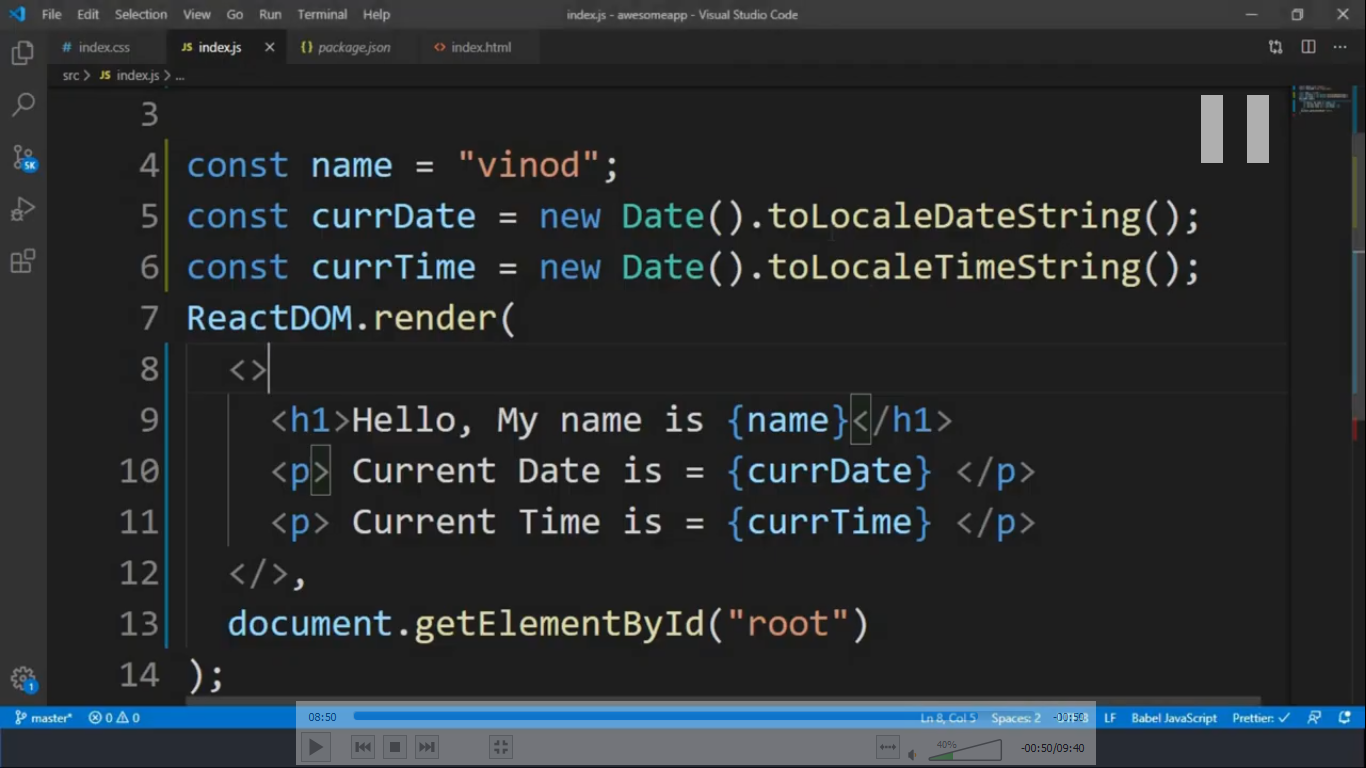 File Edit Selection View Go Run Terminal Help
index.js - awesomeapp - Visual Studio Code
# index.css JS index.js {} package.json <> index.html
src > JS index.js > ...
3
4 const name = "vinod";
5 const currDate = new Date().toLocaleDateString();
6 const currTime = new Date().toLocaleTimeString();
7 ReactDOM.render(
8 <>
9 <h1>Hello, My name is {name}</h1>
10 <p> Current Date is = {currDate} </p>
11 <p> Current Time is = {currTime} </p>
12 </>,
13 document.getElementById("root")
14 );
5K
1
master* 0 0 08:50 Ln 8, Col 5 Spaces: 2 -00:50 LF Babel JavaScript Prettier: ✓
40% -00:50/09:40